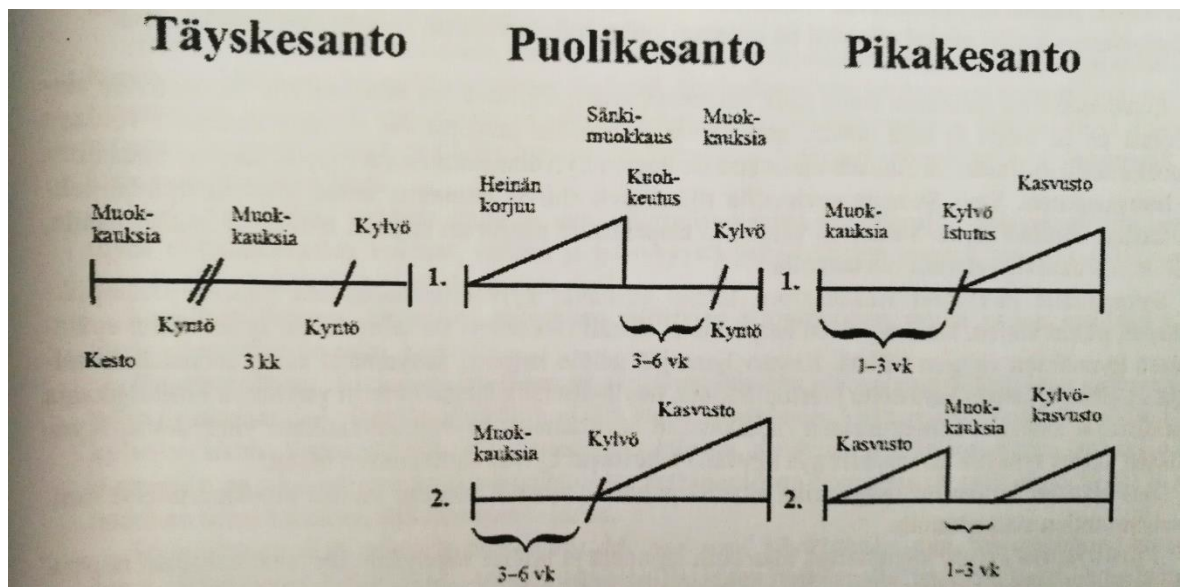 Täyskesanto
Muok-
kauksia
Muok-
kauksia
Kylvö
Kyntö
Kyntö
Kesto
3 kk
Puolikesanto
1.
Heinän
korjuu
Sänki-
muokkaus
Kuoh-
keutus
Muok-
kauksia
Kylvö
Kyntö
3–6 vk
2.
Muok-
kauksia
Kylvö
Kasvusto
3–6 vk
Pikakesanto
1.
Muok-
kauksia
Kylvö
Istutus
Kasvusto
1–3 vk
2.
Kasvusto
Muok-
kauksia
Kylvö-
kasvusto
1–3 vk